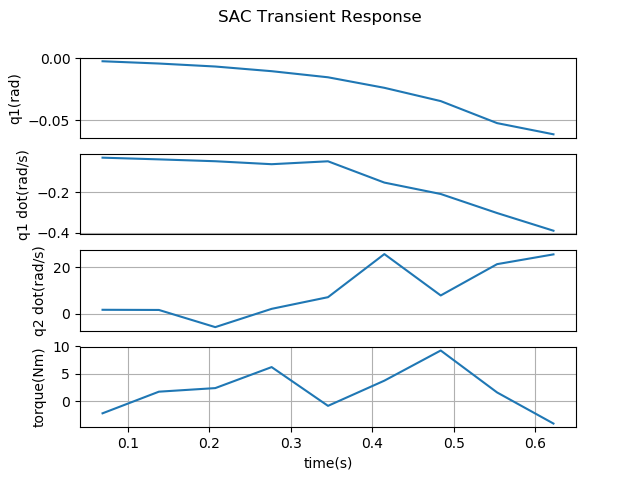 SAC Transient Response
0.00
−0.05
q1(rad)
−0.2
−0.4
q1 dot(rad/s)
20
0
q2 dot(rad/s)
10
5
0
torque(Nm)
0.1 0.2 0.3 0.4 0.5 0.6
time(s)